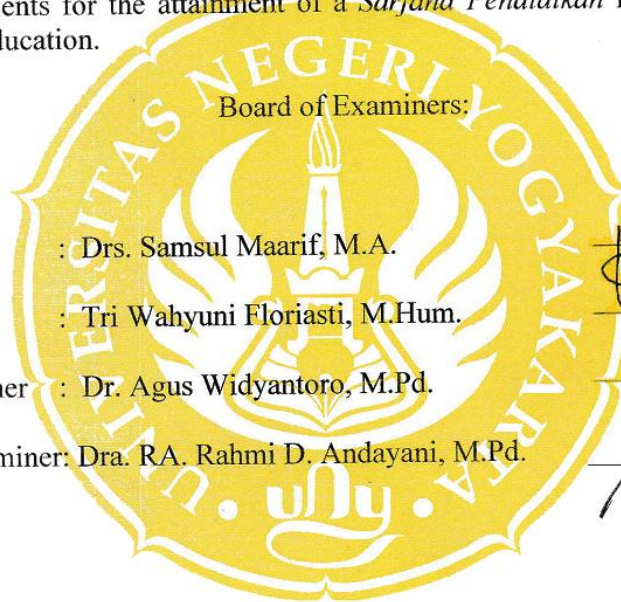 ents for the attainment of a Sarjana Pendidikan
ducation.
Board of Examiners:
: Drs. Samsul Maarif, M.A.
: Tri Wahyuni Floriasti, M.Hum.
ner : Dr. Agus Widyantoro, M.Pd.
miner: Dra. RA. Rahmi D. Andayani, M.Pd.
UNIVERSITAS NEGERI YOGYAKARTA
uny